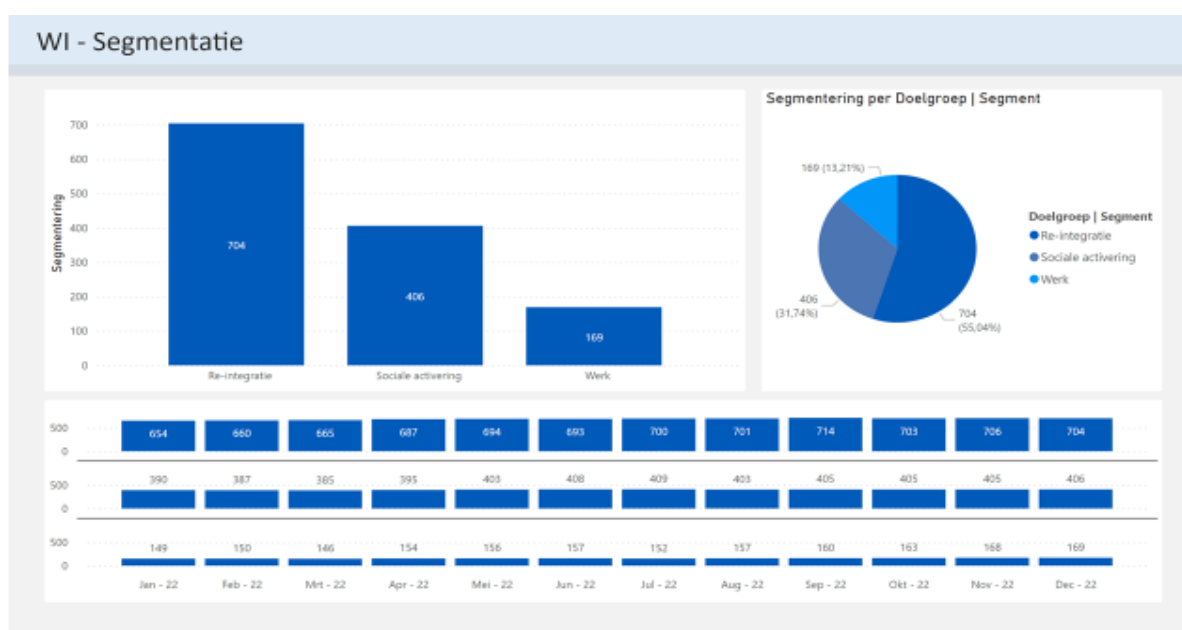 WI - Segmentatie
Segmentering
700
600
500
400
300
200
100
0
704
406
169
Re-integratie
Sociale activering
Werk
Segmentering per Doelgroep | Segment
169 (13,21%)
406
(31,74%)
704
(55,04%)
Doelgroep | Segment
Re-integratie
Sociale activering
Werk
500
0
654 660 665 687 694 693 700 701 714 703 706 704
500
0
390 387 385 395 403 408 409 403 405 405 405 406
500
0
149 150 146 154 156 157 152 157 160 163 168 169
Jan - 22 Feb - 22 Mrt - 22 Apr - 22 Mei - 22 Jun - 22 Jul - 22 Aug - 22 Sep - 22 Okt - 22 Nov - 22 Dec - 22